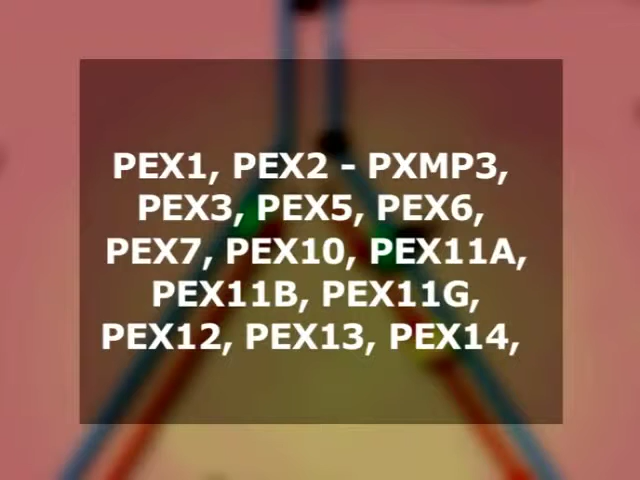 PEX1, PEX2 - PXMP3,
PEX3, PEX5, PEX6,
PEX7, PEX10, PEX11A,
PEX11B, PEX11G,
PEX12, PEX13, PEX14,